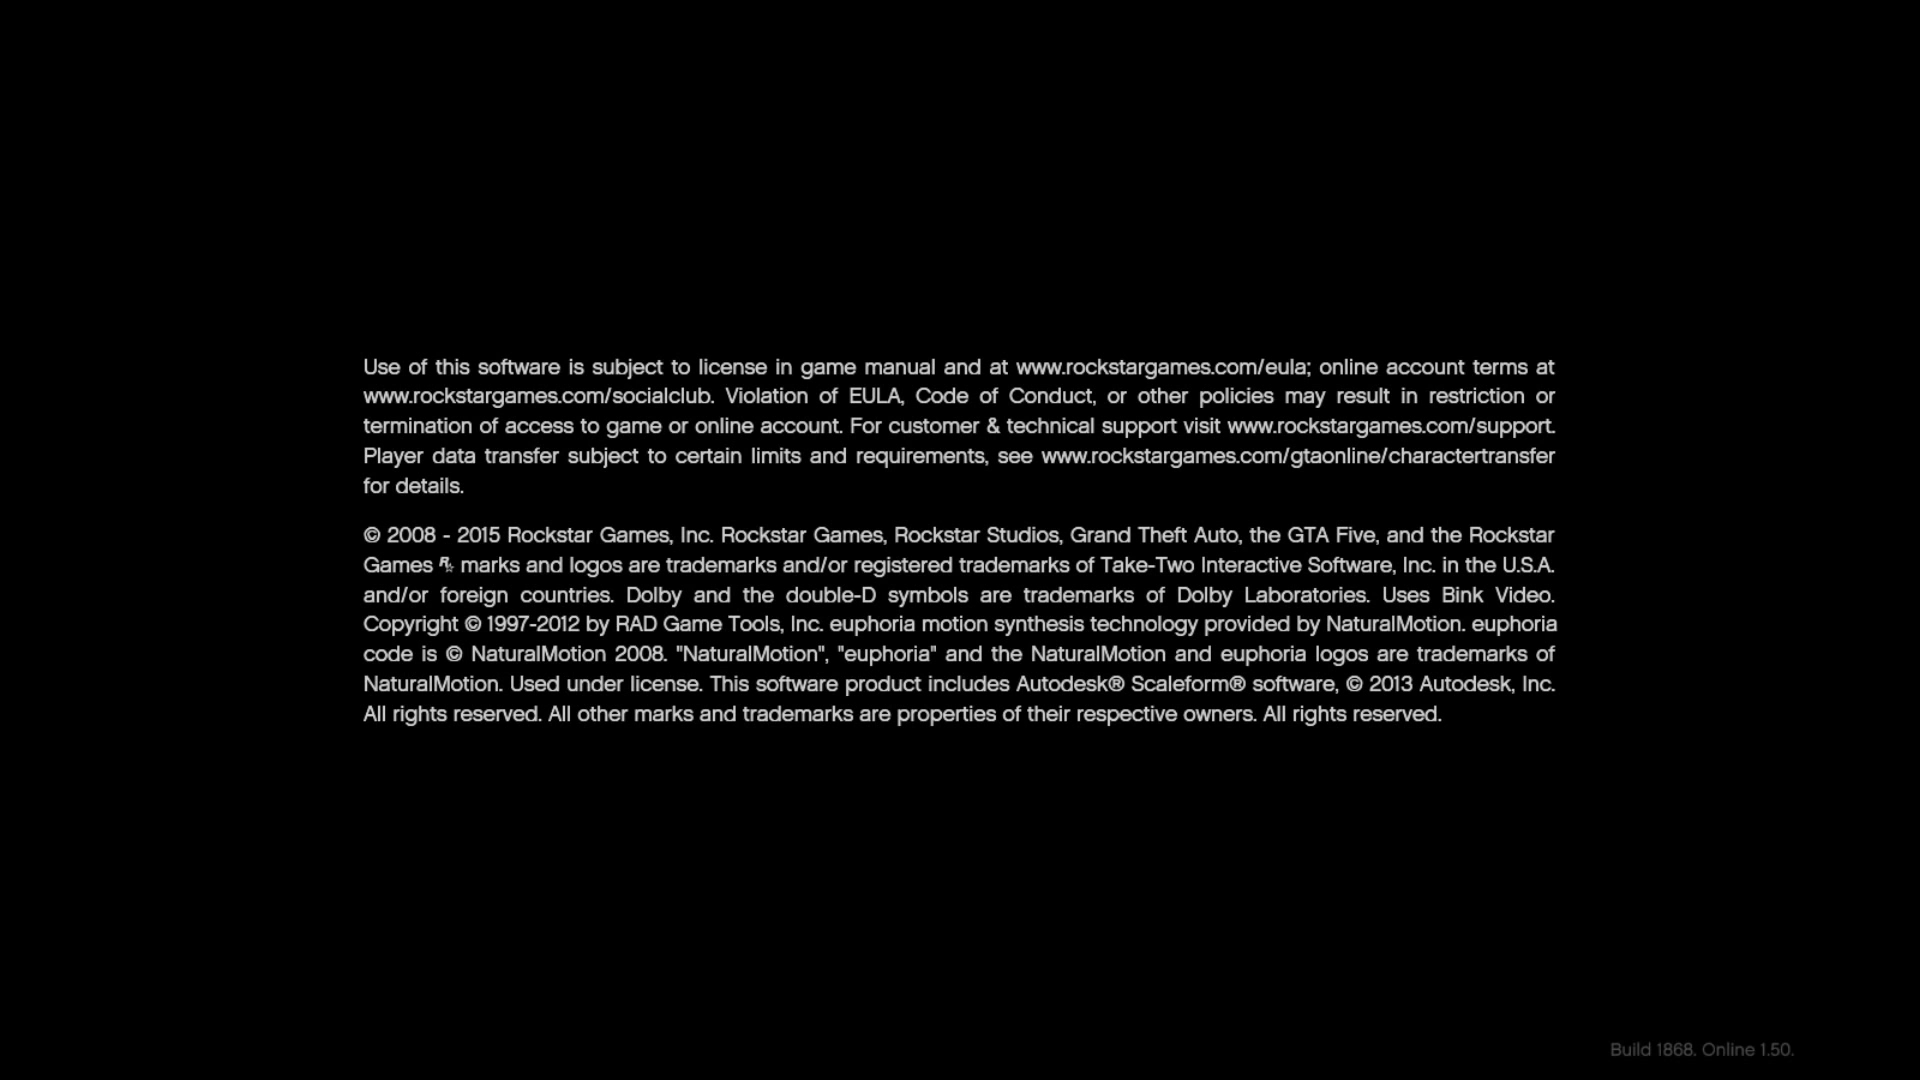 Use of this software is subject to license in game manual and at www.rockstargames.com/eula; online account terms at
www.rockstargames.com/socialclub. Violation of EULA, Code of Conduct, or other policies may result in restriction or
termination of access to game or online account. For customer & technical support visit www.rockstargames.com/support.
Player data transfer subject to certain limits and requirements, see www.rockstargames.com/gtaonline/charactertransfer
for details.
© 2008 - 2015 Rockstar Games, Inc. Rockstar Games, Rockstar Studios, Grand Theft Auto, the GTA Five, and the Rockstar
Games R* marks and logos are trademarks and/or registered trademarks of Take-Two Interactive Software, Inc. in the U.S.A.
and/or foreign countries. Dolby and the double-D symbols are trademarks of Dolby Laboratories. Uses Bink Video.
Copyright © 1997-2012 by RAD Game Tools, Inc. euphoria motion synthesis technology provided by NaturalMotion. euphoria
code is © NaturalMotion 2008. "NaturalMotion", "euphoria" and the NaturalMotion and euphoria logos are trademarks of
NaturalMotion. Used under license. This software product includes Autodesk® Scaleform® software, © 2013 Autodesk, Inc.
All rights reserved. All other marks and trademarks are properties of their respective owners. All rights reserved.
Build 1868. Online 1.50.